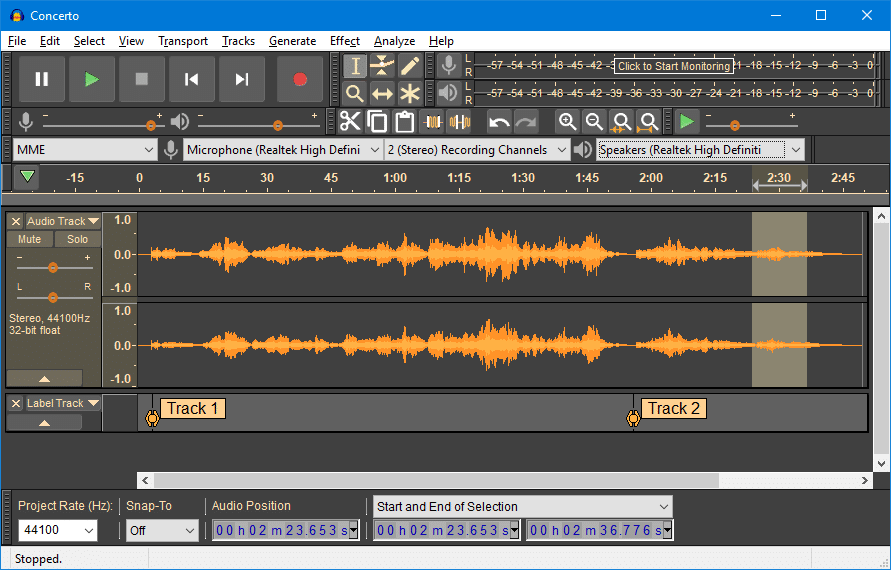 Concerto
File Edit Select View Transport Tracks Generate Effect Analyze Help
L -57 -54 -51 -48 -45 -42 Click to Start Monitoring 21 -18 -15 -12 -9 -6 -3 0
R
L -57 -54 -51 -48 -45 -42 -39 -36 -33 -30 -27 -24 -21 -18 -15 -12 -9 -6 -3 0
R
- + - + - +
MME Microphone (Realtek High Defini 2 (Stereo) Recording Channels Speakers (Realtek High Definiti
-15 0 15 30 45 1:00 1:15 1:30 1:45 2:00 2:15 2:30 2:45
Audio Track 1.0
Mute Solo
- + 0.0
L R -1.0
Stereo, 44100Hz 1.0
32-bit float
0.0
-1.0
Label Track Track 1 Track 2
Project Rate (Hz): Snap-To Audio Position Start and End of Selection
44100 Off 00 h 02 m 23.653 s 00 h 02 m 23.653 s 00 h 02 m 36.776 s
Stopped.